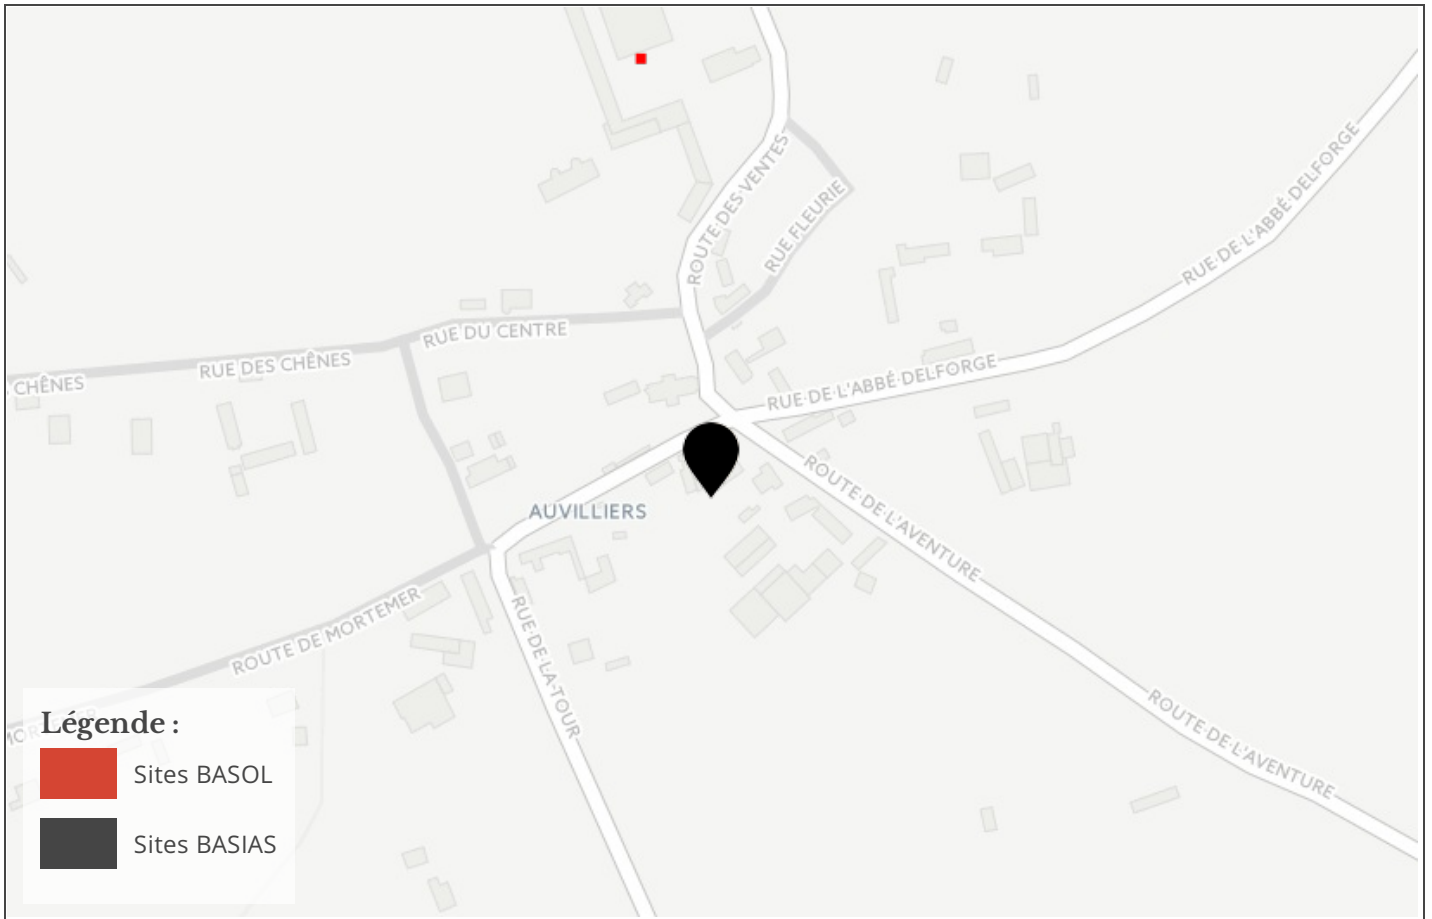 ROUTE DES VENTES
RUE FLEURIE
RUE DE L'ABBÉ DELFORGE
RUE DU CENTRE
RUE DES CHÊNES
CHÊNES
RUE DE L'ABBÉ DELFORGE
ROUTE DE L'AVENTURE
AUVILLIERS
ROUTE DE MORTEMER
RUE DE LA TOUR
ROUTE DE L'AVENTURE
Légende :
Sites BASOL
Sites BASIAS